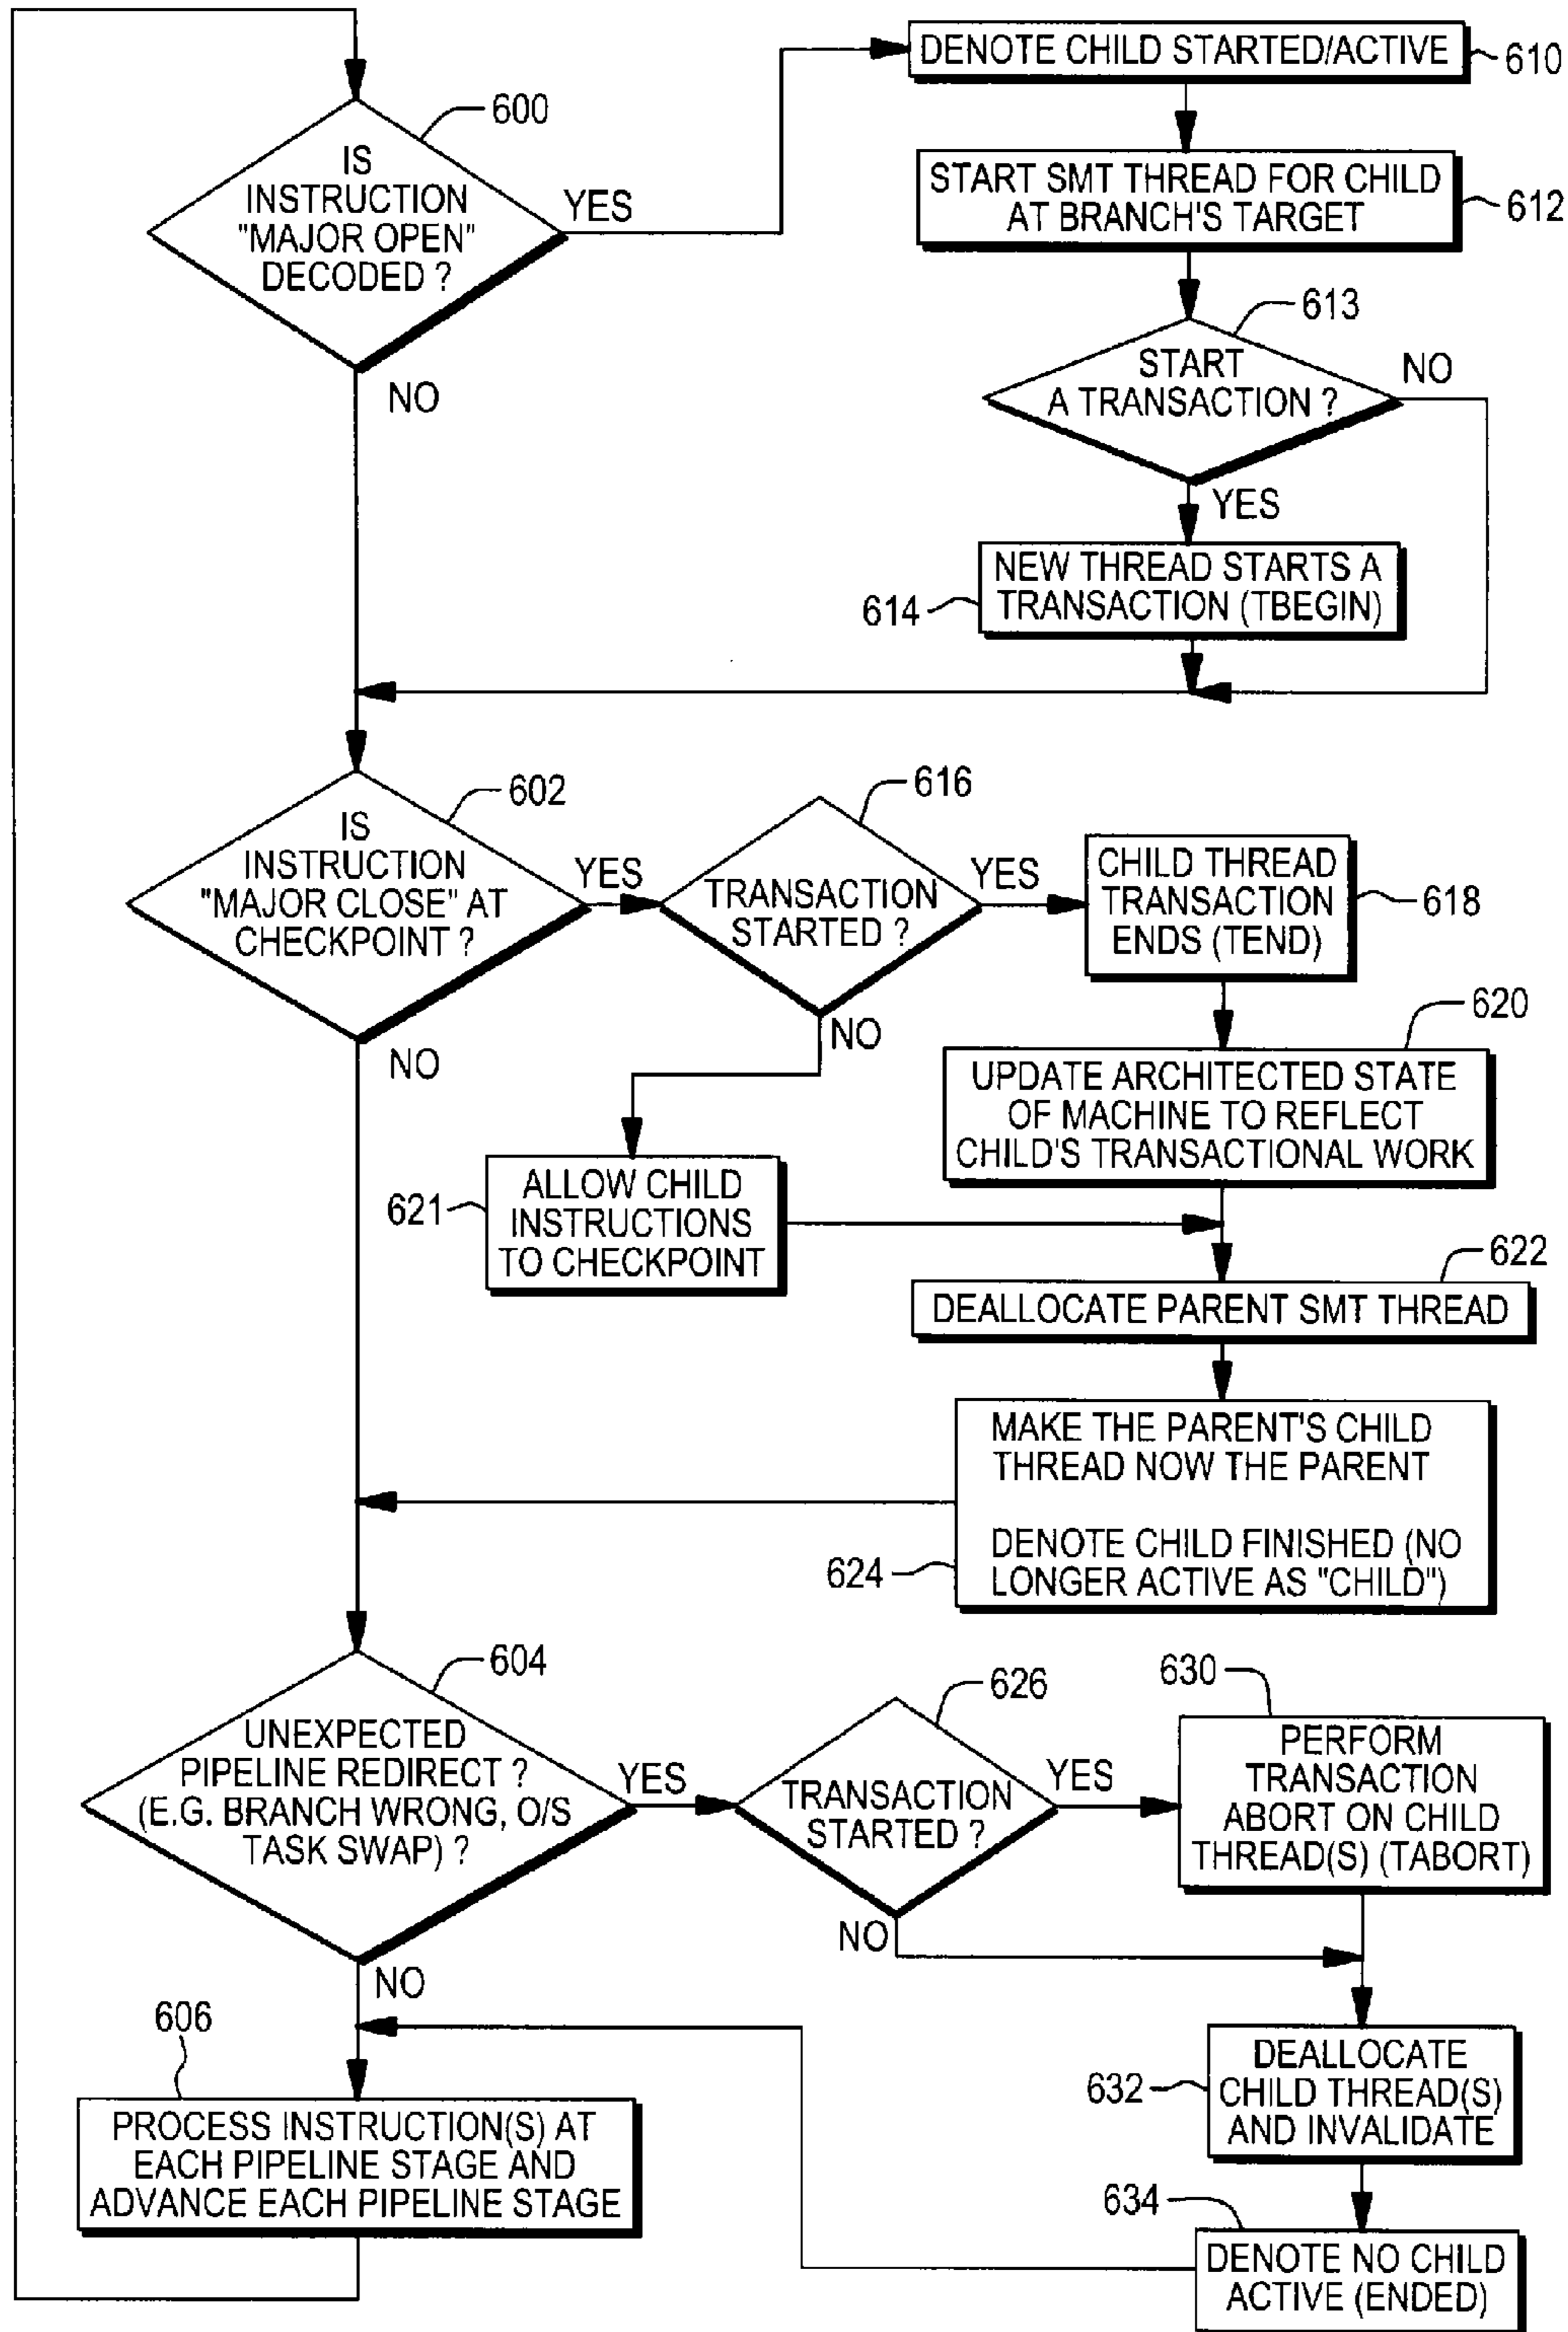 DENOTE CHILD STARTED/ACTIVE
610
600
IS
INSTRUCTION
"MAJOR OPEN"
DECODED ?
YES
NO
START SMT THREAD FOR CHILD
AT BRANCH'S TARGET
612
613
START
A TRANSACTION ?
NO
YES
NEW THREAD STARTS A
TRANSACTION (TBEGIN)
614
602
IS
INSTRUCTION
"MAJOR CLOSE" AT
CHECKPOINT ?
YES
NO
616
TRANSACTION
STARTED ?
YES
NO
CHILD THREAD
TRANSACTION
ENDS (TEND)
618
620
UPDATE ARCHITECTED STATE
OF MACHINE TO REFLECT
CHILD'S TRANSACTIONAL WORK
621
ALLOW CHILD
INSTRUCTIONS
TO CHECKPOINT
622
DEALLOCATE PARENT SMT THREAD
MAKE THE PARENT'S CHILD
THREAD NOW THE PARENT
DENOTE CHILD FINISHED (NO
LONGER ACTIVE AS "CHILD")
624
604
UNEXPECTED
PIPELINE REDIRECT ?
(E.G. BRANCH WRONG, O/S
TASK SWAP) ?
YES
NO
626
TRANSACTION
STARTED ?
YES
NO
630
PERFORM
TRANSACTION
ABORT ON CHILD
THREAD(S) (TABORT)
606
PROCESS INSTRUCTION(S) AT
EACH PIPELINE STAGE AND
ADVANCE EACH PIPELINE STAGE
632
DEALLOCATE
CHILD THREAD(S)
AND INVALIDATE
634
DENOTE NO CHILD
ACTIVE (ENDED)